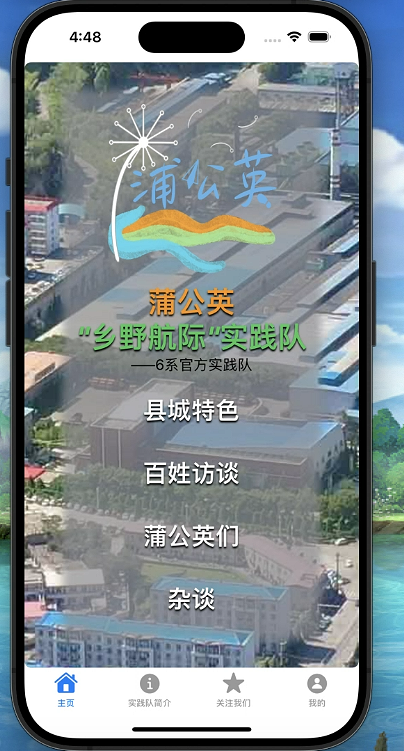 4:48
蒲公英
蒲公英
“乡野航际”实践队
——6系官方实践队
县城特色
百姓访谈
蒲公英们
杂谈
主页 实践队简介 关注我们 我的